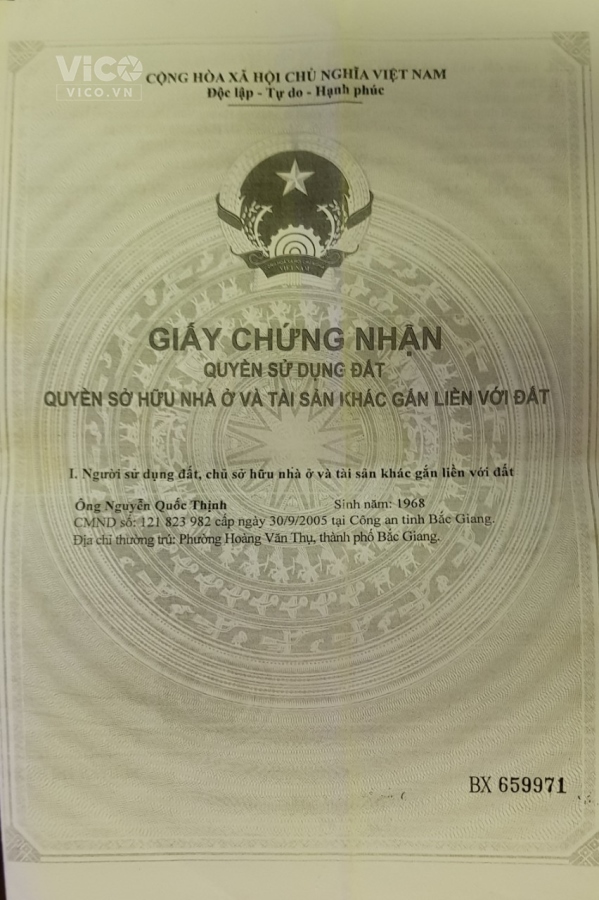 VICO
VICO.VN
CỘNG HÒA XÃ HỘI CHỦ NGHĨA VIỆT NAM
Độc lập - Tự do - Hạnh phúc
VIỆT NAM
GIẤY CHỨNG NHẬN
QUYỀN SỬ DỤNG ĐẤT
QUYỀN SỞ HỮU NHÀ Ở VÀ TÀI SẢN KHÁC GẮN LIỀN VỚI ĐẤT
I. Người sử dụng đất, chủ sở hữu nhà ở và tài sản khác gắn liền với đất
Ông Nguyễn Quốc Thịnh Sinh năm: 1968
CMND số: 121 823 982 cấp ngày 30/9/2005 tại Công an tỉnh Bắc Giang.
Địa chỉ thường trú: Phường Hoàng Văn Thụ, thành phố Bắc Giang.
BX 659971